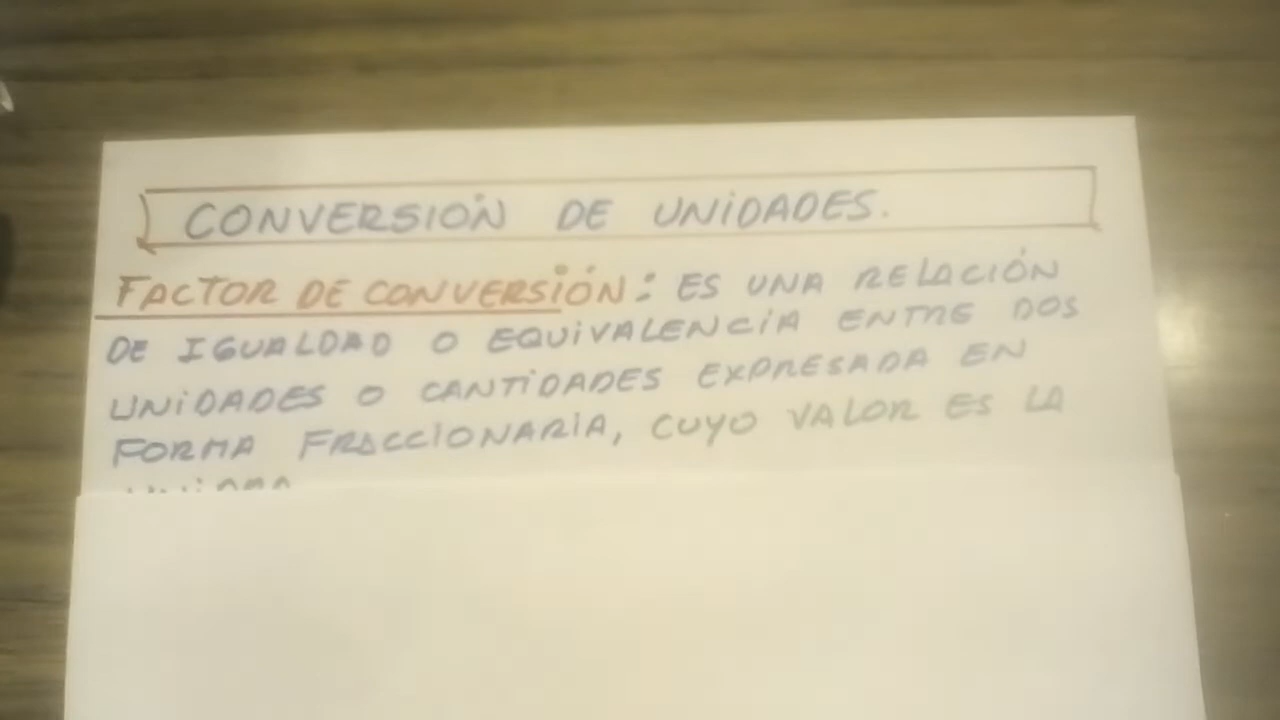 CONVERSIÓN DE UNIDADES.
FACTOR DE CONVERSIÓN: ES UNA RELACIÓN
DE IGUALDAD O EQUIVALENCIA ENTRE DOS
UNIDADES O CANTIDADES EXPRESADA EN
FORMA FRACCIONARIA, CUYO VALOR ES LA